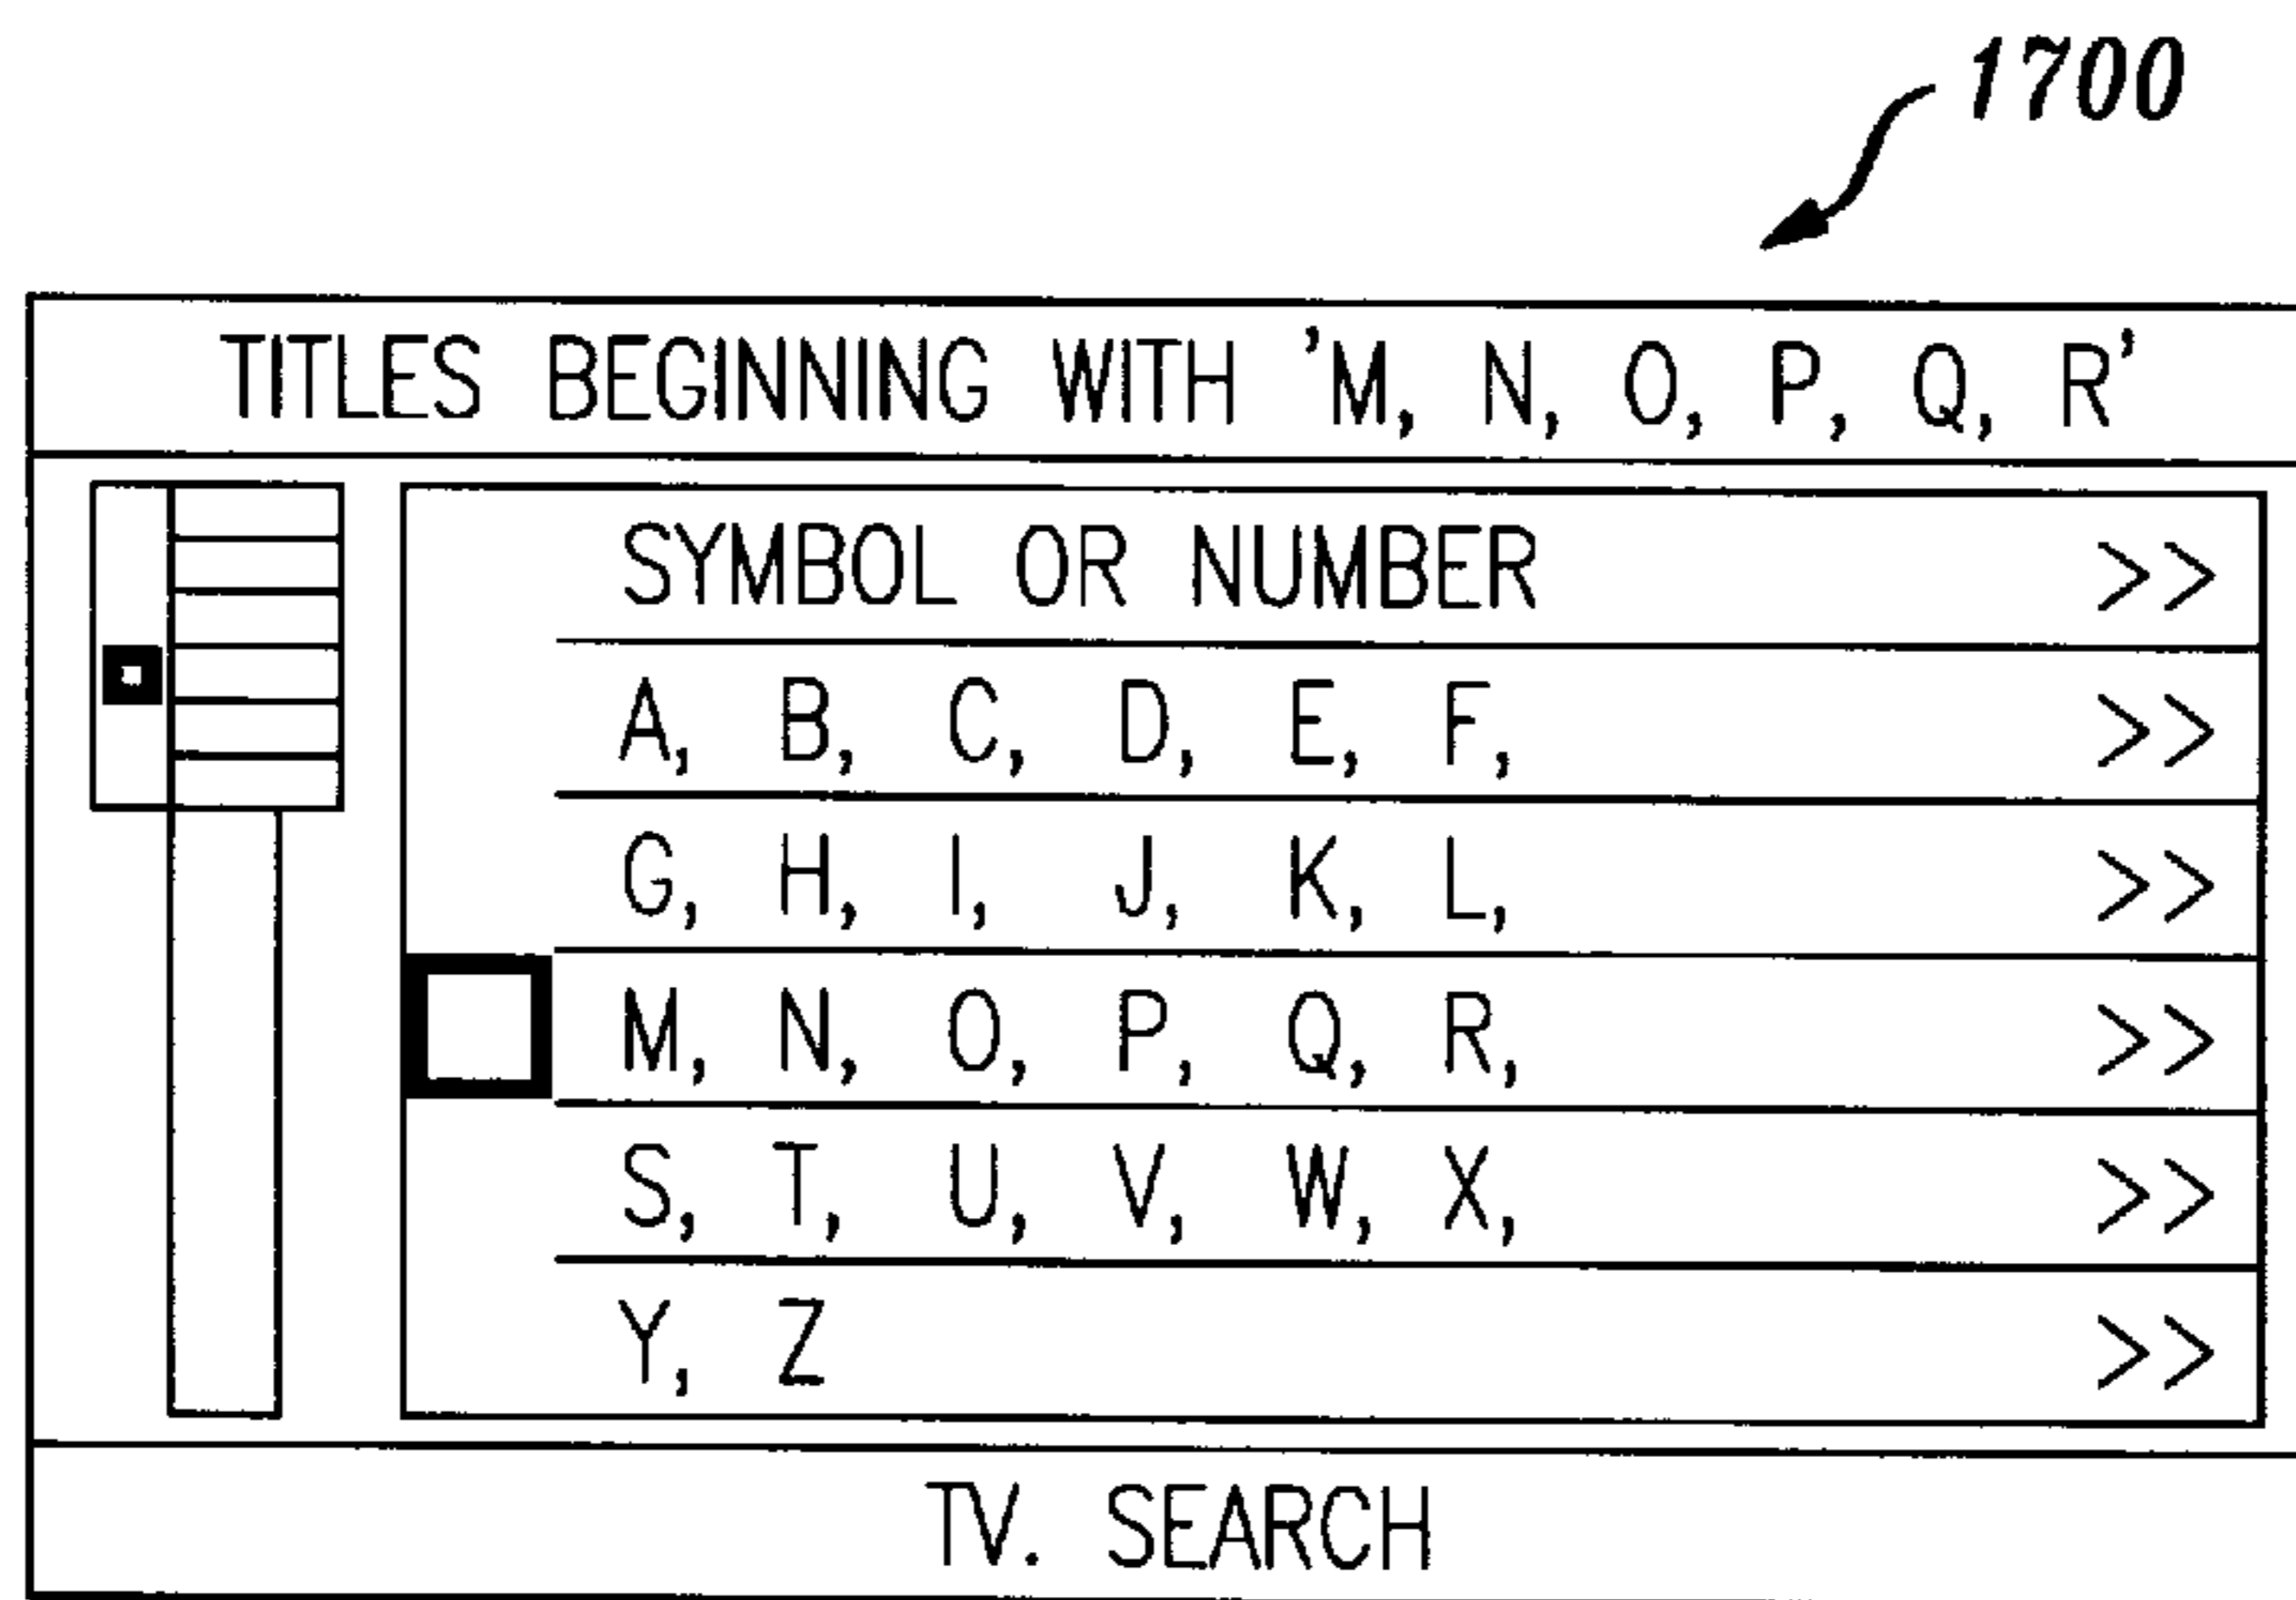 1700
TITLES BEGINNING WITH 'M, N, O, P, Q, R'
SYMBOL OR NUMBER >>
A, B, C, D, E, F, >>
G, H, I, J, K, L, >>
M, N, O, P, Q, R, >>
S, T, U, V, W, X, >>
Y, Z >>
TV. SEARCH